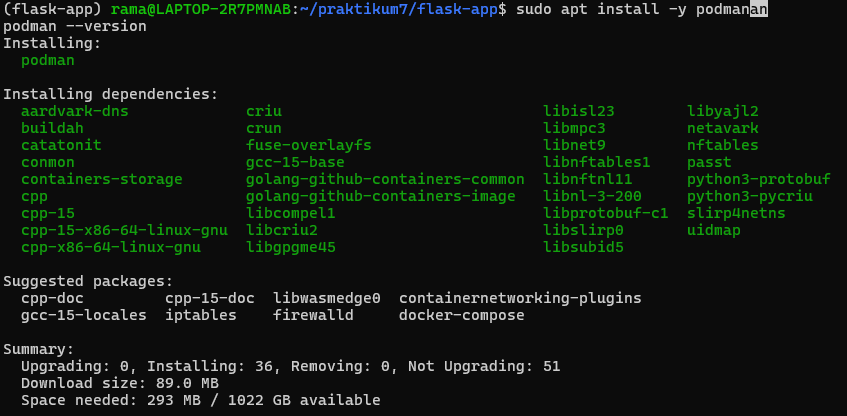 (flask-app) rama@LAPTOP-2R7PMNAB:~/praktikum7/flask-app$ sudo apt install -y podmanan
podman --version
Installing:
  podman

Installing dependencies:
  aardvark-dns             criu                             libisl23        libyajl2
  buildah                  crun                             libmpc3         netavark
  catatonit                fuse-overlayfs                   libnet9         nftables
  conmon                   gcc-15-base                      libnftables1    passt
  containers-storage       golang-github-containers-common  libnftnl11      python3-protobuf
  cpp                      golang-github-containers-image   libnl-3-200     python3-pycriu
  cpp-15                   libcompel1                       libprotobuf-c1  slirp4netns
  cpp-15-x86-64-linux-gnu  libcriu2                         libslirp0       uidmap
  cpp-x86-64-linux-gnu     libgpgme45                       libsubid5

Suggested packages:
  cpp-doc         cpp-15-doc  libwasmedge0  containernetworking-plugins
  gcc-15-locales  iptables    firewalld     docker-compose

Summary:
  Upgrading: 0, Installing: 36, Removing: 0, Not Upgrading: 51
  Download size: 89.0 MB
  Space needed: 293 MB / 1022 GB available